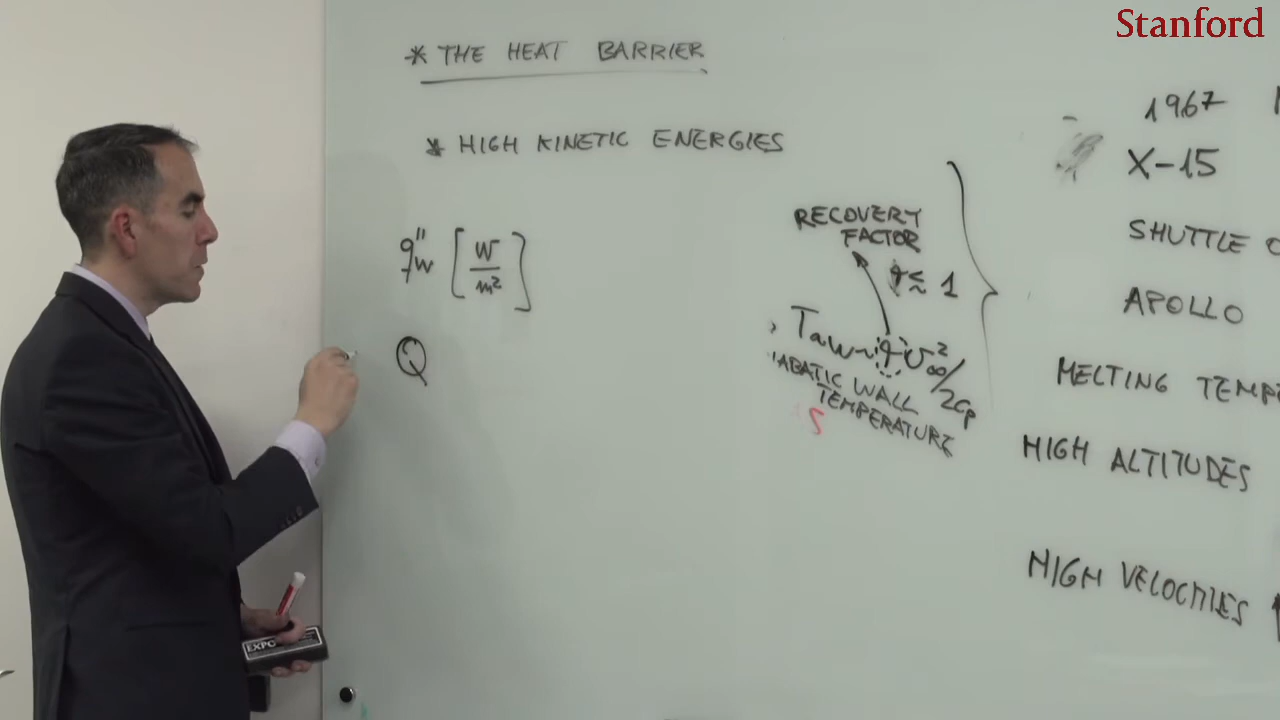 Stanford
* THE HEAT BARRIER
* HIGH KINETIC ENERGIES
q''w [W/m²]
Q
RECOVERY
FACTOR
r ≲ 1
Taw ~ r U∞²/2Cp
WALL
TEMPERATURE
S
1967
X-15
SHUTTLE
APOLLO
MELTING
HIGH ALTITUDES
HIGH VELOCITIES
EXPO